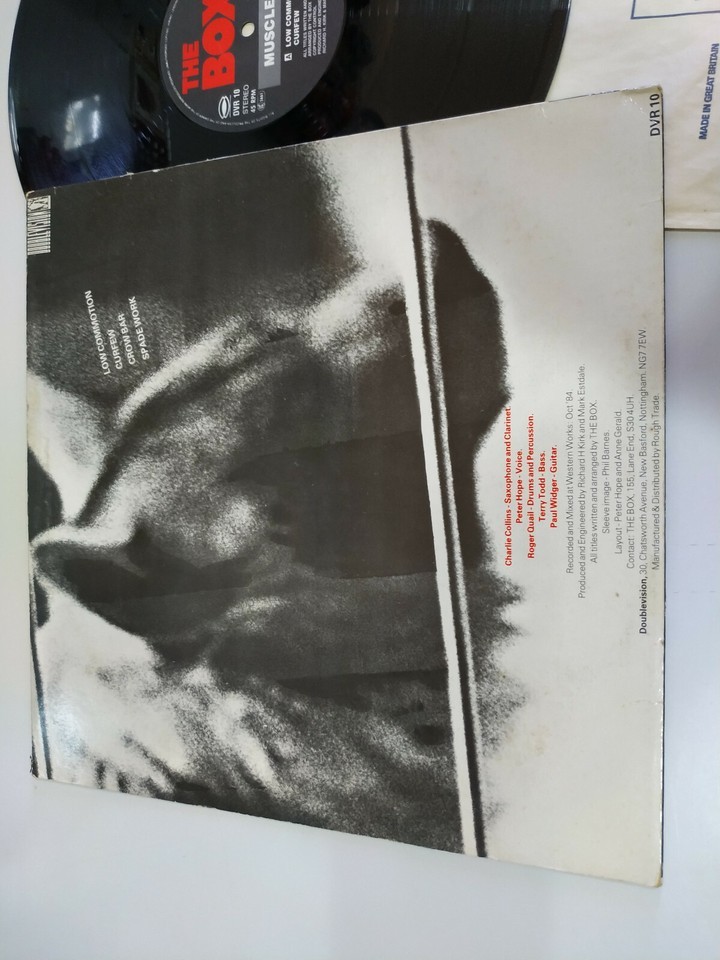 THE
BOX
MUSCLE
DVR 10
STEREO
45 RPM
A LOW COMM
CURFEW
MADE IN GREAT BRITAIN
DVR 10
LOW COMMOTION
CURFEW
CROW BAR
SPADE WORK
Charlie Collins · Saxophone and Clarinet.
Peter Hope · Voice.
Roger Quail · Drums and Percussion.
Terry Todd · Bass.
Paul Widger · Guitar.
Recorded and Mixed at Western Works: Oct '84
Produced and Engineered by Richard H Kirk and Mark Estdale.
All titles written and arranged by THE BOX.
Sleeve image · Phil Barnes.
Layout · Peter Hope and Anne Gerald.
Contact: THE BOX, 155, Lane End, S30 4UH.
Doublevision, 30, Chatsworth Avenue, New Basford, Nottingham. NG7 7EW.
Manufactured & Distributed by Rough Trade.